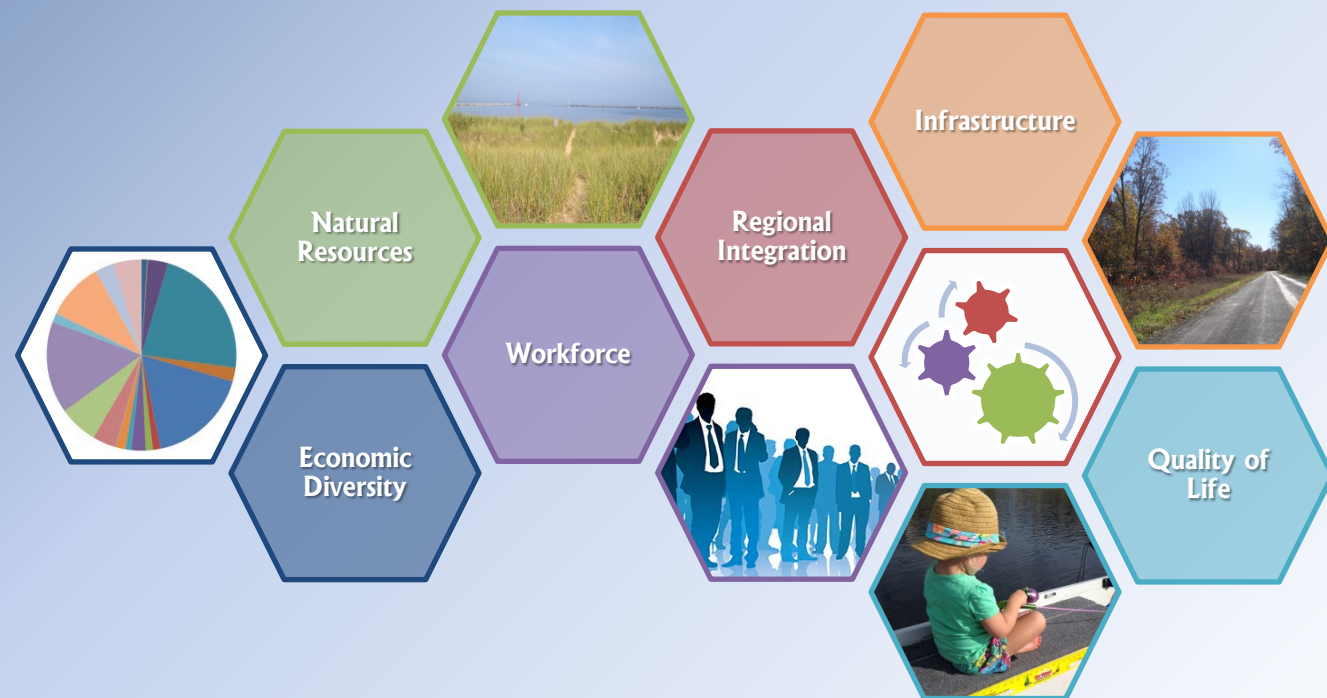 Infrastructure
Natural
Resources
Regional
Integration
Workforce
Economic
Diversity
Quality of
Life